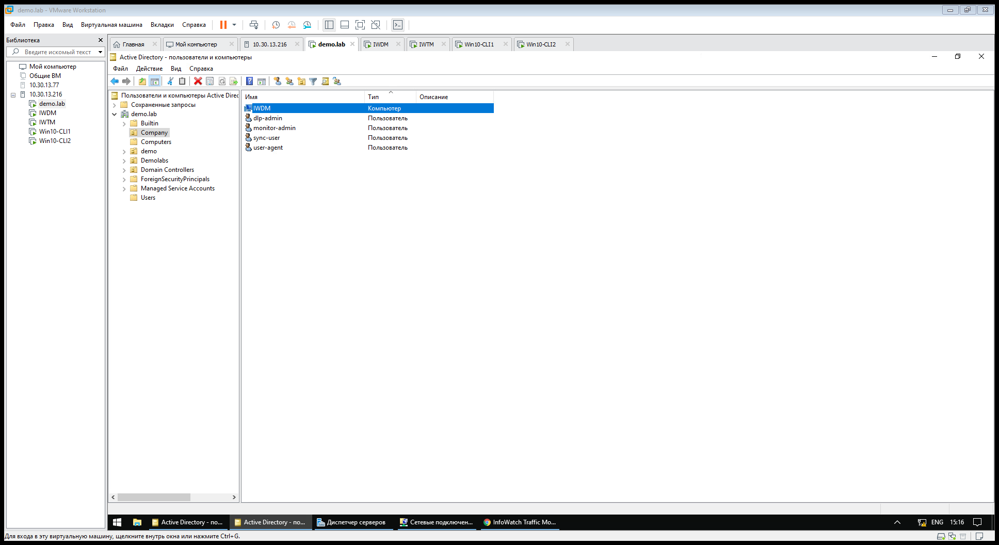 demo.lab - VMware Workstation
Файл Правка Вид Виртуальная машина Вкладки Справка
Библиотека
Введите искомый текст
Мой компьютер
Общие ВМ
10.30.13.77
10.30.13.216
demo.lab
IWDM
IWTM
Win10-CLI1
Win10-CLI2
Главная Мой компьютер 10.30.13.216 demo.lab IWDM IWTM Win10-CLI1 Win10-CLI2
Active Directory - пользователи и компьютеры
Файл Действие Вид Справка
Пользователи и компьютеры Active Direc
Сохраненные запросы
demo.lab
Builtin
Company
Computers
demo
Demolabs
Domain Controllers
ForeignSecurityPrincipals
Managed Service Accounts
Users
Имя Тип Описание
IWDM Компьютер
dlp-admin Пользователь
monitor-admin Пользователь
sync-user Пользователь
user-agent Пользователь
Active Directory - по... Active Directory - по... Диспетчер серверов Сетевые подключен... InfoWatch Traffic Mo... ENG 15:16
Для входа в эту виртуальную машину, щелкните внутрь окна или нажмите Ctrl+G.